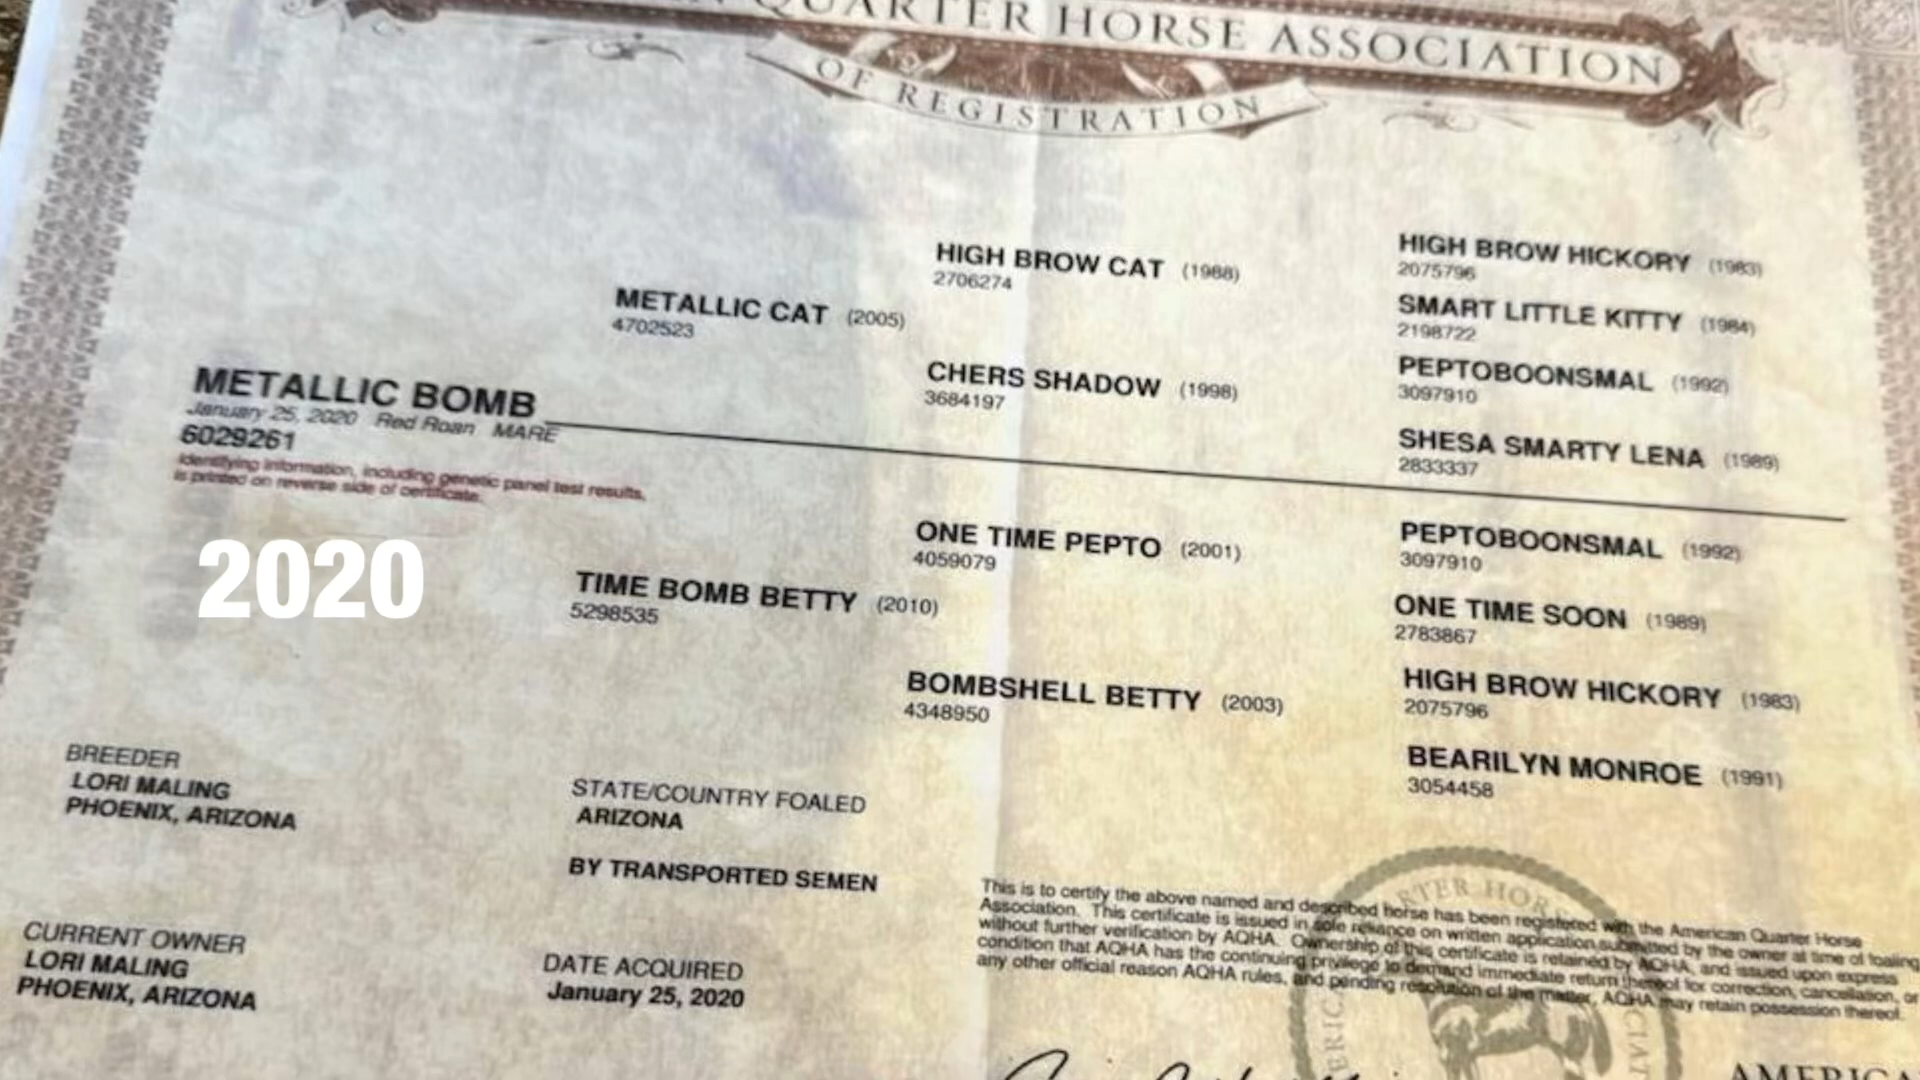 QUARTER HORSE ASSOCIATION
OF REGISTRATION
HIGH BROW HICKORY (1983)
2075796
HIGH BROW CAT (1988)
2706274
SMART LITTLE KITTY (1984)
2198722
METALLIC CAT (2005)
4702523
PEPTOBOONSMAL (1992)
3097910
CHERS SHADOW (1998)
3684197
SHESA SMARTY LENA (1989)
2833337
METALLIC BOMB
January 25, 2020 Red Roan MARE
6029261
Identifying information, including genetic panel test results,
is printed on reverse side of certificate.
PEPTOBOONSMAL (1992)
3097910
ONE TIME PEPTO (2001)
4059079
ONE TIME SOON (1989)
2783867
2020
TIME BOMB BETTY (2010)
5298535
HIGH BROW HICKORY (1983)
2075796
BOMBSHELL BETTY (2003)
4348950
BEARILYN MONROE (1991)
3054458
BREEDER
LORI MALING
PHOENIX, ARIZONA
STATE/COUNTRY FOALED
ARIZONA
BY TRANSPORTED SEMEN
CURRENT OWNER
LORI MALING
PHOENIX, ARIZONA
DATE ACQUIRED
January 25, 2020
This is to certify the above named and described horse has been registered with the American Quarter Horse
Association. This certificate is issued in sole reliance on written application submitted by the owner at time of foaling
without further verification by AQHA. Ownership of this certificate is retained by AQHA, and issued upon express
condition that AQHA has the continuing privilege to demand immediate return thereof for correction, cancellation, or
any other official reason AQHA rules, and pending resolution of the matter, AQHA may retain possession thereof.